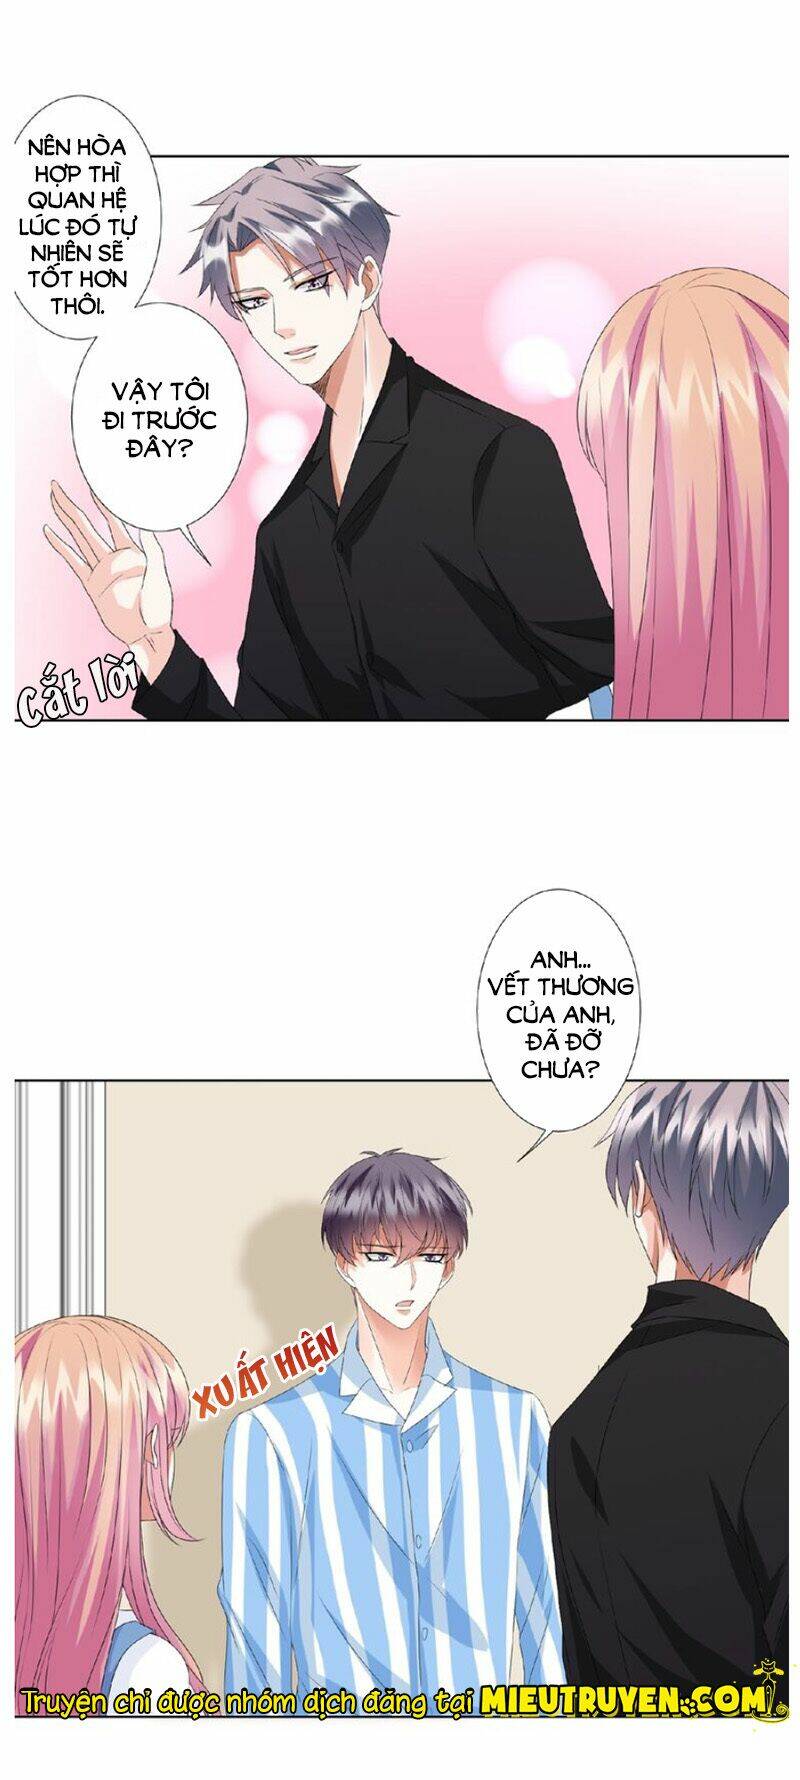 NÊN HÒA
HỢP THÌ
QUAN HỆ
LÚC ĐÓ TỰ
NHIÊN SẼ
TỐT HƠN
THÔI.
VẬY TÔI
ĐI TRƯỚC
ĐÂY?
Cắt lời
ANH...
VẾT THƯƠNG
CỦA ANH,
ĐÃ ĐỠ
CHƯA?
XUẤT HIỆN
Truyện chỉ được nhóm dịch đăng tại MIEUTRUYEN.COM